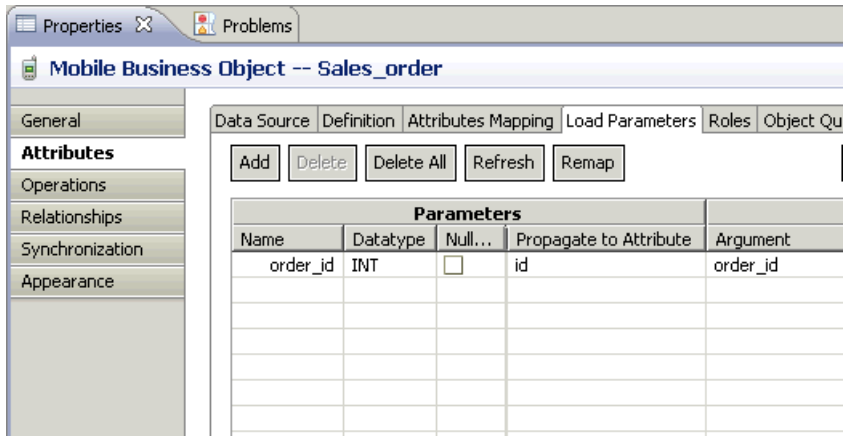 Properties Problems
Mobile Business Object -- Sales_order
General
Attributes
Operations
Relationships
Synchronization
Appearance
Data Source Definition Attributes Mapping Load Parameters Roles Object Qu
Add Delete Delete All Refresh Remap
Parameters
Name Datatype Null... Propagate to Attribute Argument
order_id INT id order_id